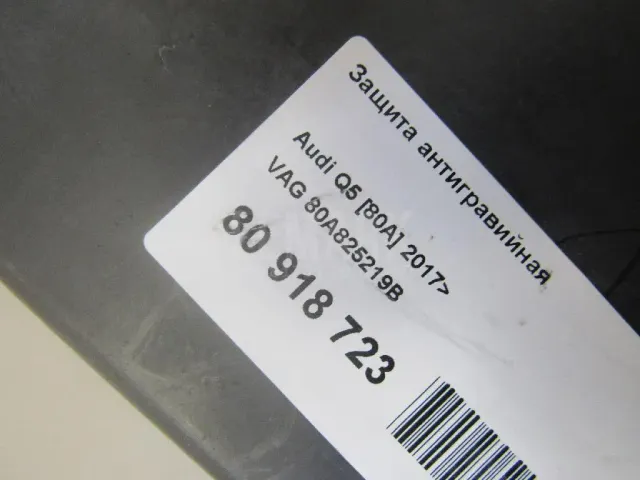 Защита антигравийная
Audi Q5 [80A] 2017>
VAG 80A825219B
80 918 723